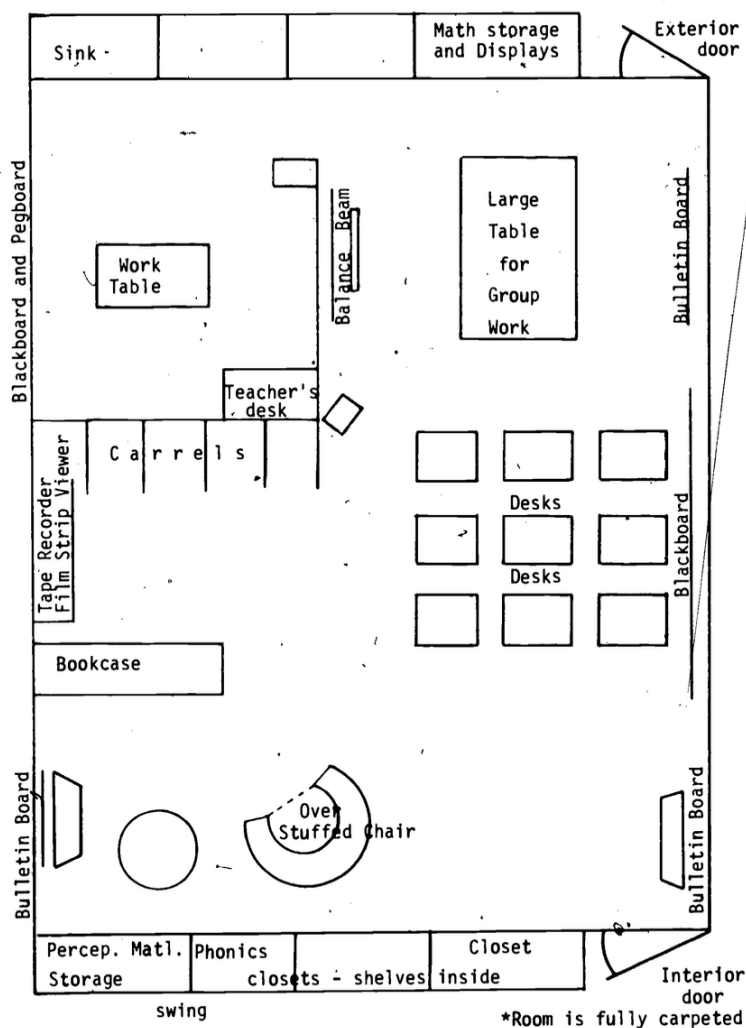 Sink
Math storage
and Displays
Exterior
door
Blackboard and Pegboard
Work
Table
Balance Beam
Large
Table
for
Group
Work
Bulletin Board
Teacher's
desk
Carrels
Tape Recorder
Film Strip Viewer
Desks
Desks
Blackboard
Bookcase
Bulletin Board
Over
Stuffed Chair
Bulletin Board
Percep. Matl.
Storage
Phonics
Closet
closets - shelves inside
Interior
door
swing
*Room is fully carpeted